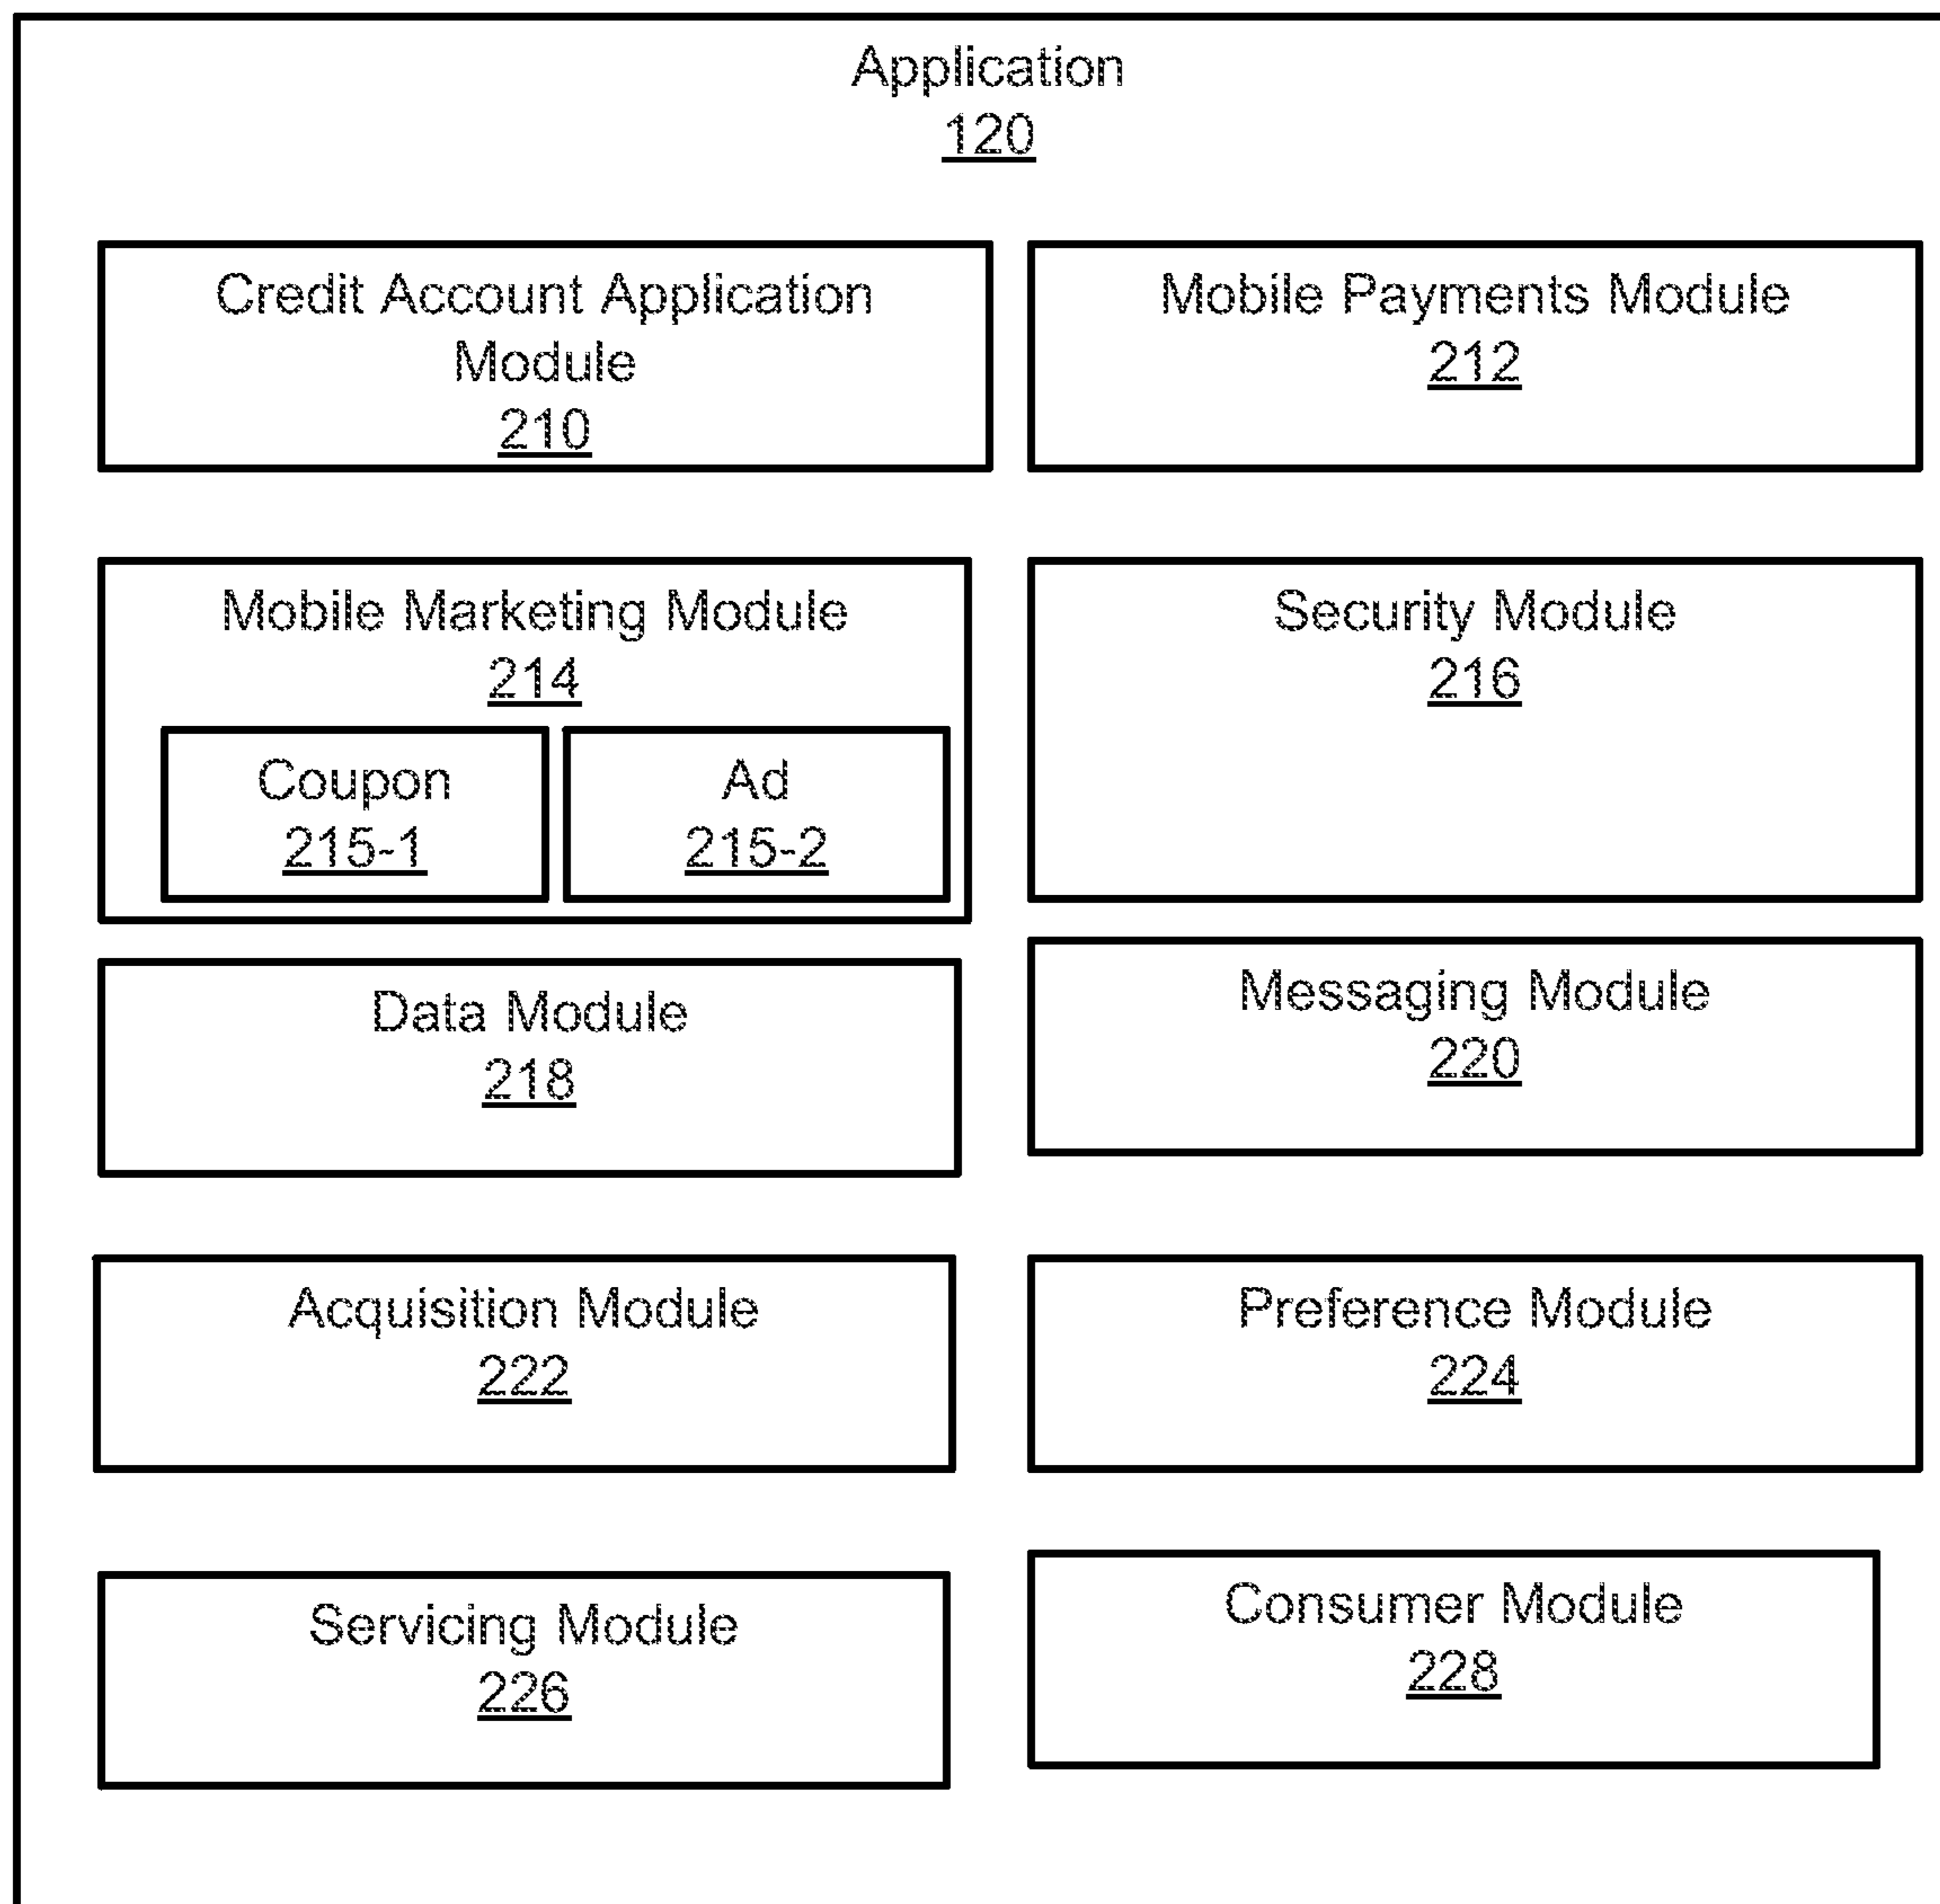 Application
120
Credit Account Application
Module
210
Mobile Payments Module
212
Mobile Marketing Module
214
Coupon
215-1
Ad
215-2
Security Module
216
Data Module
218
Messaging Module
220
Acquisition Module
222
Preference Module
224
Servicing Module
226
Consumer Module
228